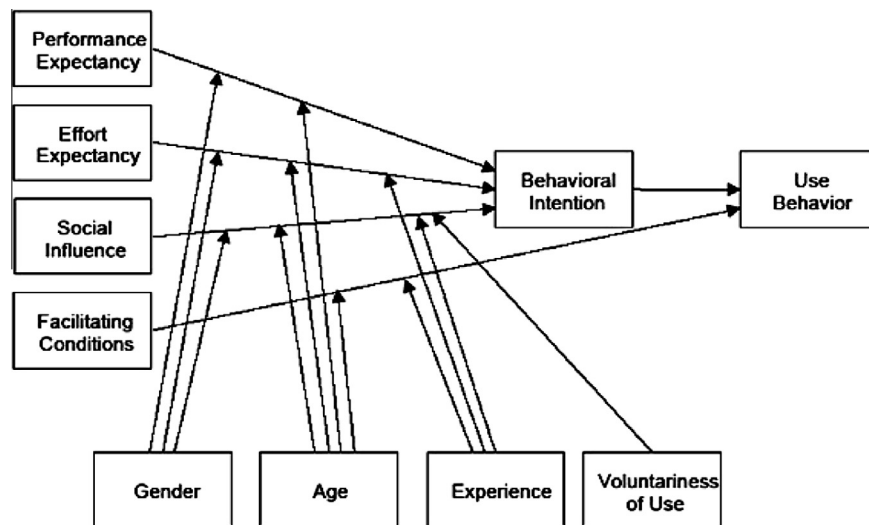 Performance
Expectancy
Effort
Expectancy
Social
Influence
Facilitating
Conditions
Behavioral
Intention
Use
Behavior
Gender
Age
Experience
Voluntariness
of Use